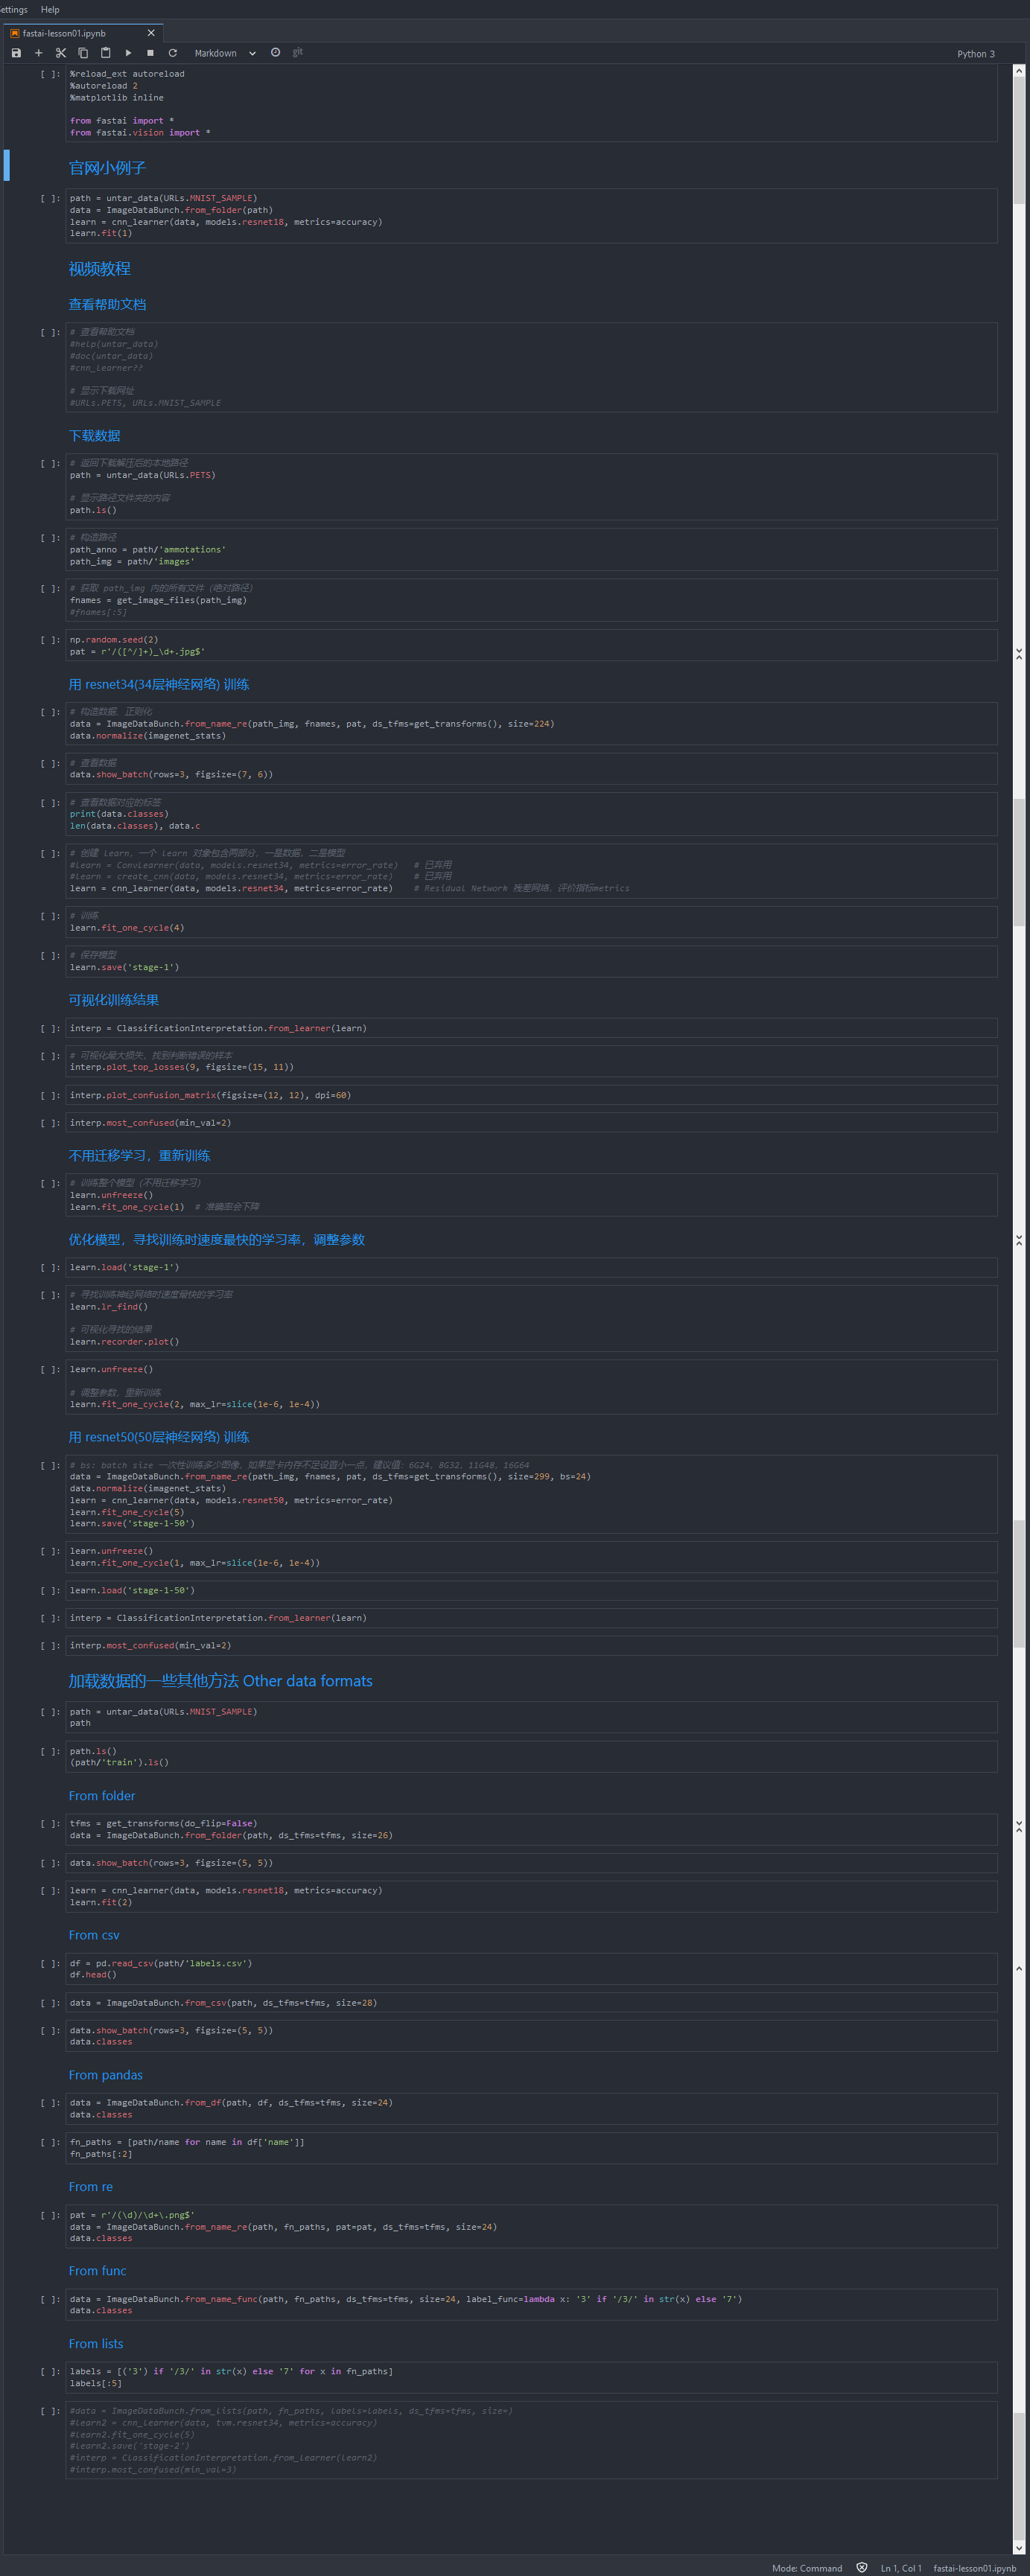 ettings Help
fastai-lesson01.ipynb
Markdown git Python 3
[ ]: %reload_ext autoreload
%autoreload 2
%matplotlib inline
from fastai import *
from fastai.vision import *
官网小例子
[ ]: path = untar_data(URLs.MNIST_SAMPLE)
data = ImageDataBunch.from_folder(path)
learn = cnn_learner(data, models.resnet18, metrics=accuracy)
learn.fit(1)
视频教程
查看帮助文档
[ ]: # 查看帮助文档
#help(untar_data)
#doc(untar_data)
#cnn_learner??
# 显示下载网址
#URLs.PETS, URLs.MNIST_SAMPLE
下载数据
[ ]: # 返回下载解压后的本地路径
path = untar_data(URLs.PETS)
# 显示路径文件夹的内容
path.ls()
[ ]: # 构造路径
path_anno = path/'ammotations'
path_img = path/'images'
[ ]: # 获取 path_img 内的所有文件（绝对路径）
fnames = get_image_files(path_img)
#fnames[:5]
[ ]: np.random.seed(2)
pat = r'/([^/]+)_\d+.jpg$'
用 resnet34(34层神经网络) 训练
[ ]: # 构造数据，正则化
data = ImageDataBunch.from_name_re(path_img, fnames, pat, ds_tfms=get_transforms(), size=224)
data.normalize(imagenet_stats)
[ ]: # 查看数据
data.show_batch(rows=3, figsize=(7, 6))
[ ]: # 查看数据对应的标签
print(data.classes)
len(data.classes), data.c
[ ]: # 创建 learn，一个 learn 对象包含两部分，一是数据，二是模型
#learn = ConvLearner(data, models.resnet34, metrics=error_rate) # 已弃用
#learn = create_cnn(data, models.resnet34, metrics=error_rate) # 已弃用
learn = cnn_learner(data, models.resnet34, metrics=error_rate) # Residual Network 残差网络，评价指标metrics
[ ]: # 训练
learn.fit_one_cycle(4)
[ ]: # 保存模型
learn.save('stage-1')
可视化训练结果
[ ]: interp = ClassificationInterpretation.from_learner(learn)
[ ]: # 可视化最大损失，找到判断错误的样本
interp.plot_top_losses(9, figsize=(15, 11))
[ ]: interp.plot_confusion_matrix(figsize=(12, 12), dpi=60)
[ ]: interp.most_confused(min_val=2)
不用迁移学习，重新训练
[ ]: # 训练整个模型（不用迁移学习）
learn.unfreeze()
learn.fit_one_cycle(1) # 准确率会下降
优化模型，寻找训练时速度最快的学习率，调整参数
[ ]: learn.load('stage-1')
[ ]: # 寻找训练神经网络时速度最快的学习率
learn.lr_find()
# 可视化寻找的结果
learn.recorder.plot()
[ ]: learn.unfreeze()
# 调整参数，重新训练
learn.fit_one_cycle(2, max_lr=slice(1e-6, 1e-4))
用 resnet50(50层神经网络) 训练
[ ]: # bs: batch size 一次性训练多少图像，如果显卡内存不足设置小一点，建议值：6G24，8G32，11G48，16G64
data = ImageDataBunch.from_name_re(path_img, fnames, pat, ds_tfms=get_transforms(), size=299, bs=24)
data.normalize(imagenet_stats)
learn = cnn_learner(data, models.resnet50, metrics=error_rate)
learn.fit_one_cycle(5)
learn.save('stage-1-50')
[ ]: learn.unfreeze()
learn.fit_one_cycle(1, max_lr=slice(1e-6, 1e-4))
[ ]: learn.load('stage-1-50')
[ ]: interp = ClassificationInterpretation.from_learner(learn)
[ ]: interp.most_confused(min_val=2)
加载数据的一些其他方法 Other data formats
[ ]: path = untar_data(URLs.MNIST_SAMPLE)
path
[ ]: path.ls()
(path/'train').ls()
From folder
[ ]: tfms = get_transforms(do_flip=False)
data = ImageDataBunch.from_folder(path, ds_tfms=tfms, size=26)
[ ]: data.show_batch(rows=3, figsize=(5, 5))
[ ]: learn = cnn_learner(data, models.resnet18, metrics=accuracy)
learn.fit(2)
From csv
[ ]: df = pd.read_csv(path/'labels.csv')
df.head()
[ ]: data = ImageDataBunch.from_csv(path, ds_tfms=tfms, size=28)
[ ]: data.show_batch(rows=3, figsize=(5, 5))
data.classes
From pandas
[ ]: data = ImageDataBunch.from_df(path, df, ds_tfms=tfms, size=24)
data.classes
[ ]: fn_paths = [path/name for name in df['name']]
fn_paths[:2]
From re
[ ]: pat = r'/(\d)/\d+\.png$'
data = ImageDataBunch.from_name_re(path, fn_paths, pat=pat, ds_tfms=tfms, size=24)
data.classes
From func
[ ]: data = ImageDataBunch.from_name_func(path, fn_paths, ds_tfms=tfms, size=24, label_func=lambda x: '3' if '/3/' in str(x) else '7')
data.classes
From lists
[ ]: labels = [('3') if '/3/' in str(x) else '7' for x in fn_paths]
labels[:5]
[ ]: #data = ImageDataBunch.from_lists(path, fn_paths, labels=labels, ds_tfms=tfms, size=)
#learn2 = cnn_learner(data, tvm.resnet34, metrics=accuracy)
#learn2.fit_one_cycle(5)
#learn2.save('stage-2')
#interp = ClassificationInterpretation.from_learner(learn2)
#interp.most_confused(min_val=3)
Mode: Command Ln 1, Col 1 fastai-lesson01.ipynb